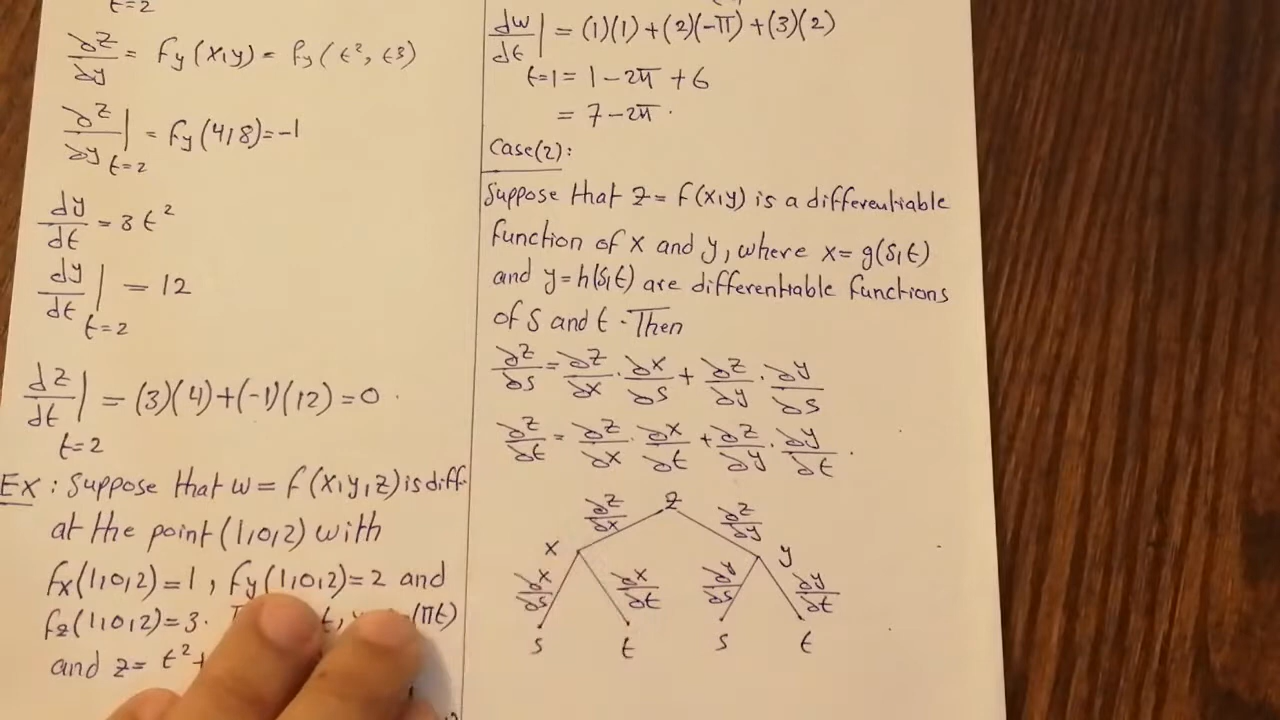 t=2
∂z/∂y = fy(x,y) = fy(t², t3)
∂z/∂y| t=2 = fy(4,8)=-1
dy/dt = 3t²
dy/dt| t=2 = 12
dz/dt| t=2 = (3)(4)+(-1)(12)=0.
EX: Suppose that w= f(x,y,z) is diff.
at the point (1,0,2) with
fx(1,0,2)=1, fy(1,0,2)=2 and
fz(1,0,2)=3. t, (πt)
and z= t²+
dw/dt| t=1 = (1)(1)+(2)(-π)+(3)(2)
= 1-2π+6
= 7-2π.
Case(2):
Suppose that z= f(x,y) is a differentiable
function of x and y, where x= g(s,t)
and y=h(s,t) are differentiable functions
of s and t. Then
∂z/∂s = ∂z/∂x · ∂x/∂s + ∂z/∂y · ∂y/∂s
∂z/∂t = ∂z/∂x · ∂x/∂t + ∂z/∂y · ∂y/∂t.
z
∂z/∂x ∂z/∂y
x y
∂x/∂s ∂x/∂t ∂y/∂s ∂y/∂t
s t s t